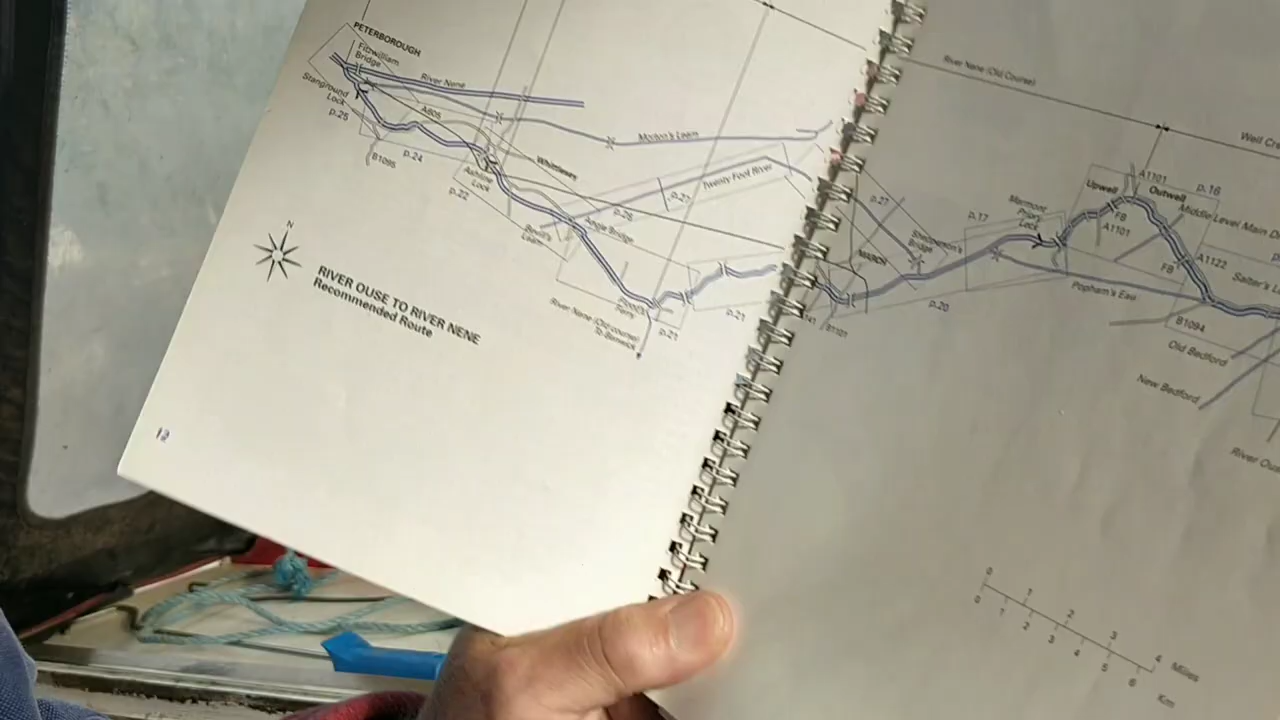 PETERBOROUGH
Fitzwilliam
Bridge
River Nene
Stanground
Lock
p.25
A605
B1095
p.24
Morton's Leam
Whittlesey
Ashline
Lock
p.22
Twenty Foot River
p.27
p.26
Angle Bridge
Bevill's
Leam
N
RIVER OUSE TO RIVER NENE
Recommended Route
River Nene (Old course)
To Benwick
p.21
p.21
12
River Nene (Old Course)
Well Cre
A1101
p.16
Upwell
Outwell
Middle Level Main D
FB
A1101
Marmont
Priory
Lock
p.17
p.27
Bridge
MARCH
A1122
FB
Salter's L
Popham's Eau
p.20
B1101
B1094
Old Bedford
New Bedford
River Ous
0 1 2 3 4 Miles
0 1 2 3 4 5 6 Km